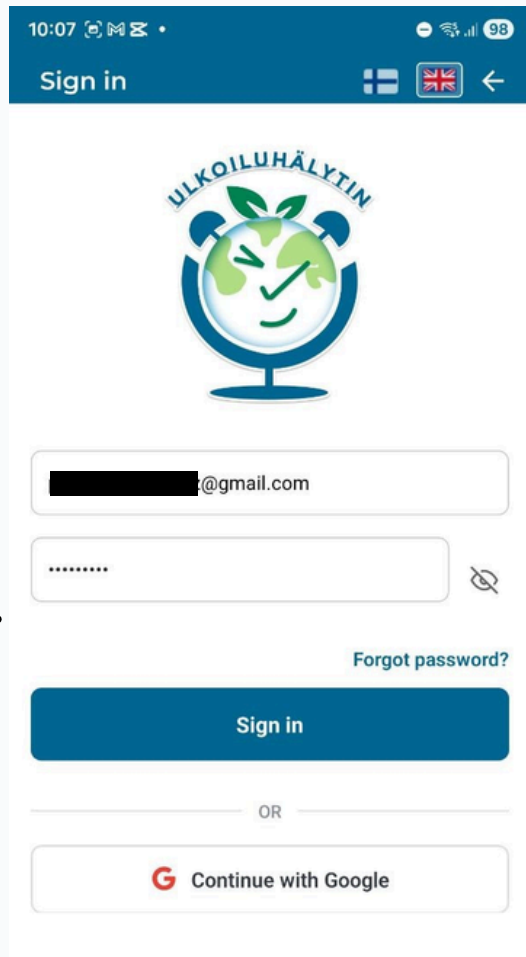 10:07
98
Sign in
ULKOILUHÄLYTIN
@gmail.com
•••••••••
Forgot password?
Sign in
OR
Continue with Google